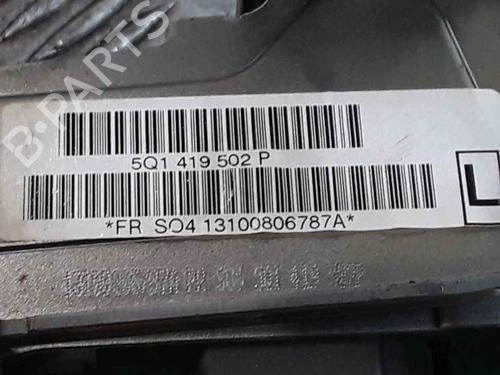 B-PARTS
5Q1 419 502 P
*FR SO4 13100806787A*
L